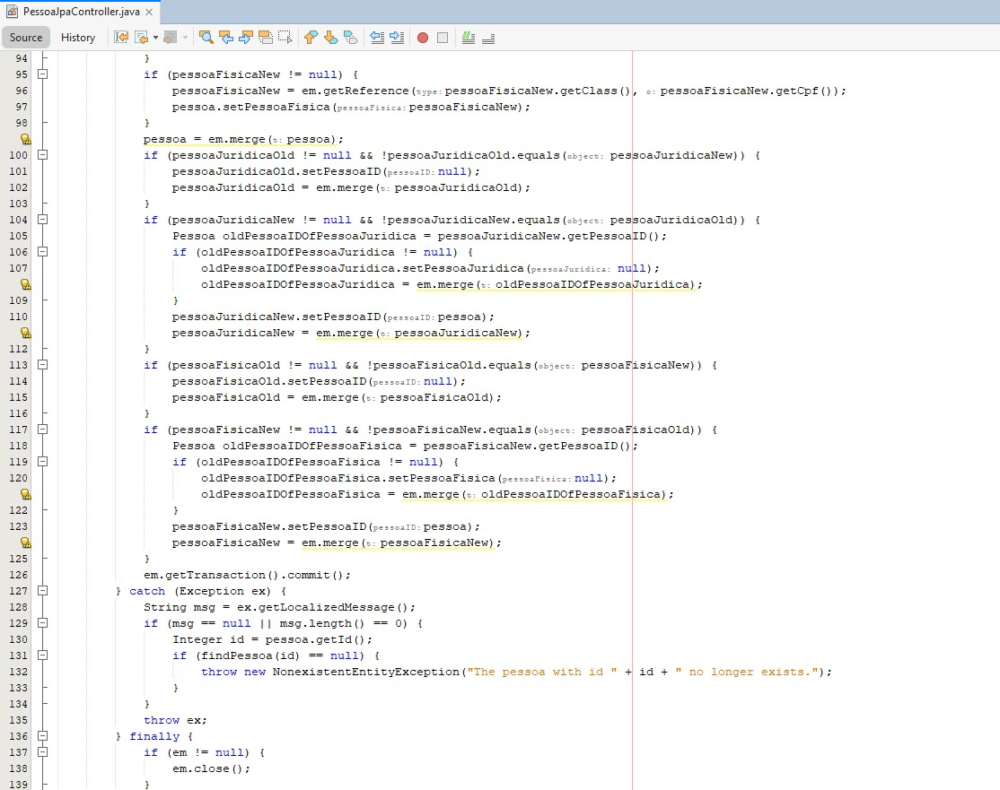 PessoaJpaController.java
Source History
94 }
95 if (pessoaFisicaNew != null) {
96 pessoaFisicaNew = em.getReference(type: pessoaFisicaNew.getClass(), o: pessoaFisicaNew.getCpf());
97 pessoa.setPessoaFisica(pessoaFisica: pessoaFisicaNew);
98 }
pessoa = em.merge(t: pessoa);
100 if (pessoaJuridicaOld != null && !pessoaJuridicaOld.equals(object: pessoaJuridicaNew)) {
101 pessoaJuridicaOld.setPessoaID(pessoaID: null);
102 pessoaJuridicaOld = em.merge(t: pessoaJuridicaOld);
103 }
104 if (pessoaJuridicaNew != null && !pessoaJuridicaNew.equals(object: pessoaJuridicaOld)) {
105 Pessoa oldPessoaIDOfPessoaJuridica = pessoaJuridicaNew.getPessoaID();
106 if (oldPessoaIDOfPessoaJuridica != null) {
107 oldPessoaIDOfPessoaJuridica.setPessoaJuridica(pessoaJuridica: null);
oldPessoaIDOfPessoaJuridica = em.merge(t: oldPessoaIDOfPessoaJuridica);
109 }
110 pessoaJuridicaNew.setPessoaID(pessoaID: pessoa);
pessoaJuridicaNew = em.merge(t: pessoaJuridicaNew);
112 }
113 if (pessoaFisicaOld != null && !pessoaFisicaOld.equals(object: pessoaFisicaNew)) {
114 pessoaFisicaOld.setPessoaID(pessoaID: null);
115 pessoaFisicaOld = em.merge(t: pessoaFisicaOld);
116 }
117 if (pessoaFisicaNew != null && !pessoaFisicaNew.equals(object: pessoaFisicaOld)) {
118 Pessoa oldPessoaIDOfPessoaFisica = pessoaFisicaNew.getPessoaID();
119 if (oldPessoaIDOfPessoaFisica != null) {
120 oldPessoaIDOfPessoaFisica.setPessoaFisica(pessoaFisica: null);
oldPessoaIDOfPessoaFisica = em.merge(t: oldPessoaIDOfPessoaFisica);
122 }
123 pessoaFisicaNew.setPessoaID(pessoaID: pessoa);
pessoaFisicaNew = em.merge(t: pessoaFisicaNew);
125 }
126 em.getTransaction().commit();
127 } catch (Exception ex) {
128 String msg = ex.getLocalizedMessage();
129 if (msg == null || msg.length() == 0) {
130 Integer id = pessoa.getId();
131 if (findPessoa(id) == null) {
132 throw new NonexistentEntityException("The pessoa with id " + id + " no longer exists.");
133 }
134 }
135 throw ex;
136 } finally {
137 if (em != null) {
138 em.close();
139 }